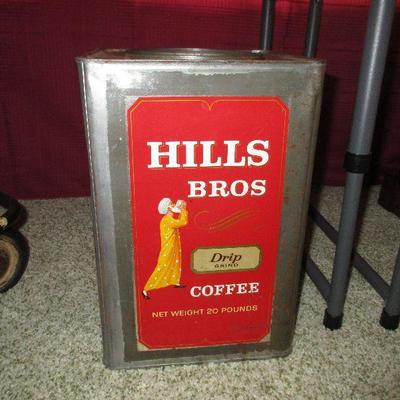 HILLS
BROS
Drip
GRIND
COFFEE
NET WEIGHT 20 POUNDS